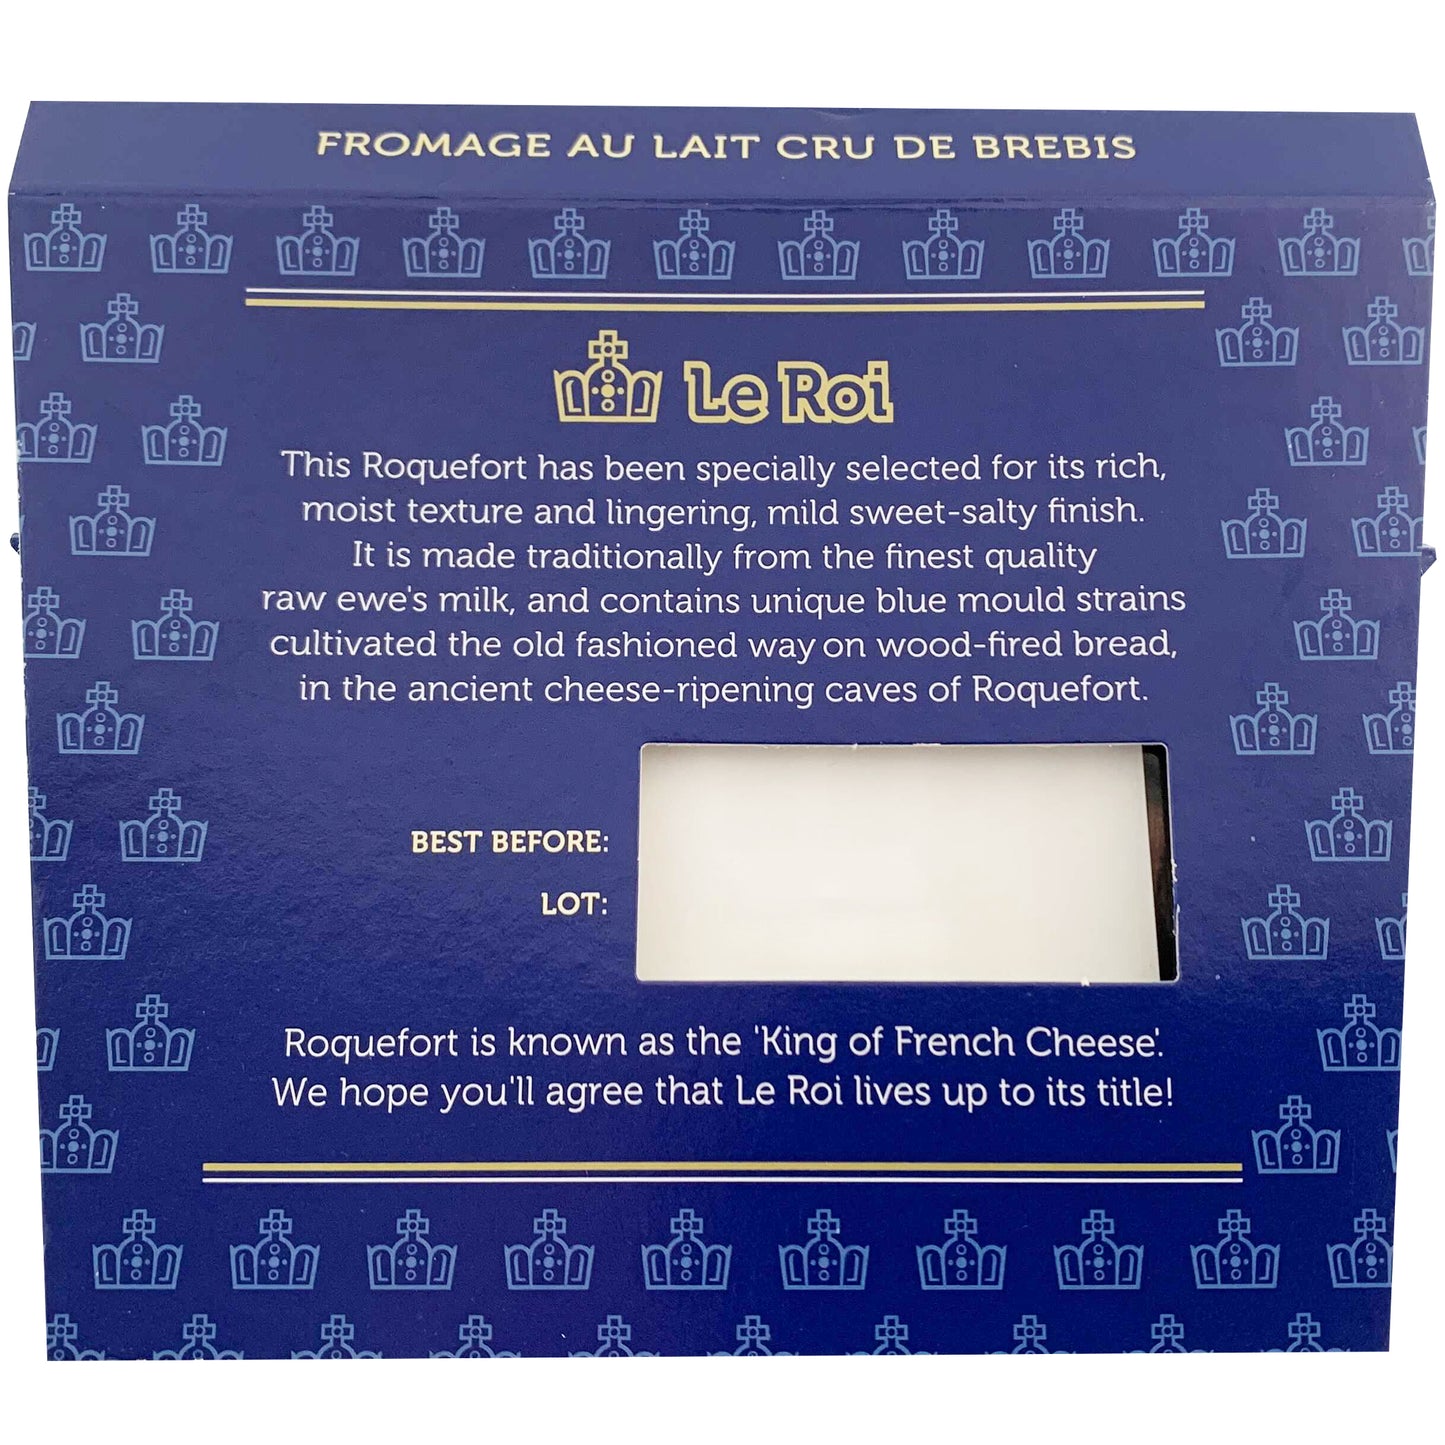 FROMAGE AU LAIT CRU DE BREBIS
Le Roi
This Roquefort has been specially selected for its rich,
moist texture and lingering, mild sweet-salty finish.
It is made traditionally from the finest quality
raw ewe's milk, and contains unique blue mould strains
cultivated the old fashioned way on wood-fired bread,
in the ancient cheese-ripening caves of Roquefort.
BEST BEFORE:
LOT:
Roquefort is known as the 'King of French Cheese'.
We hope you'll agree that Le Roi lives up to its title!